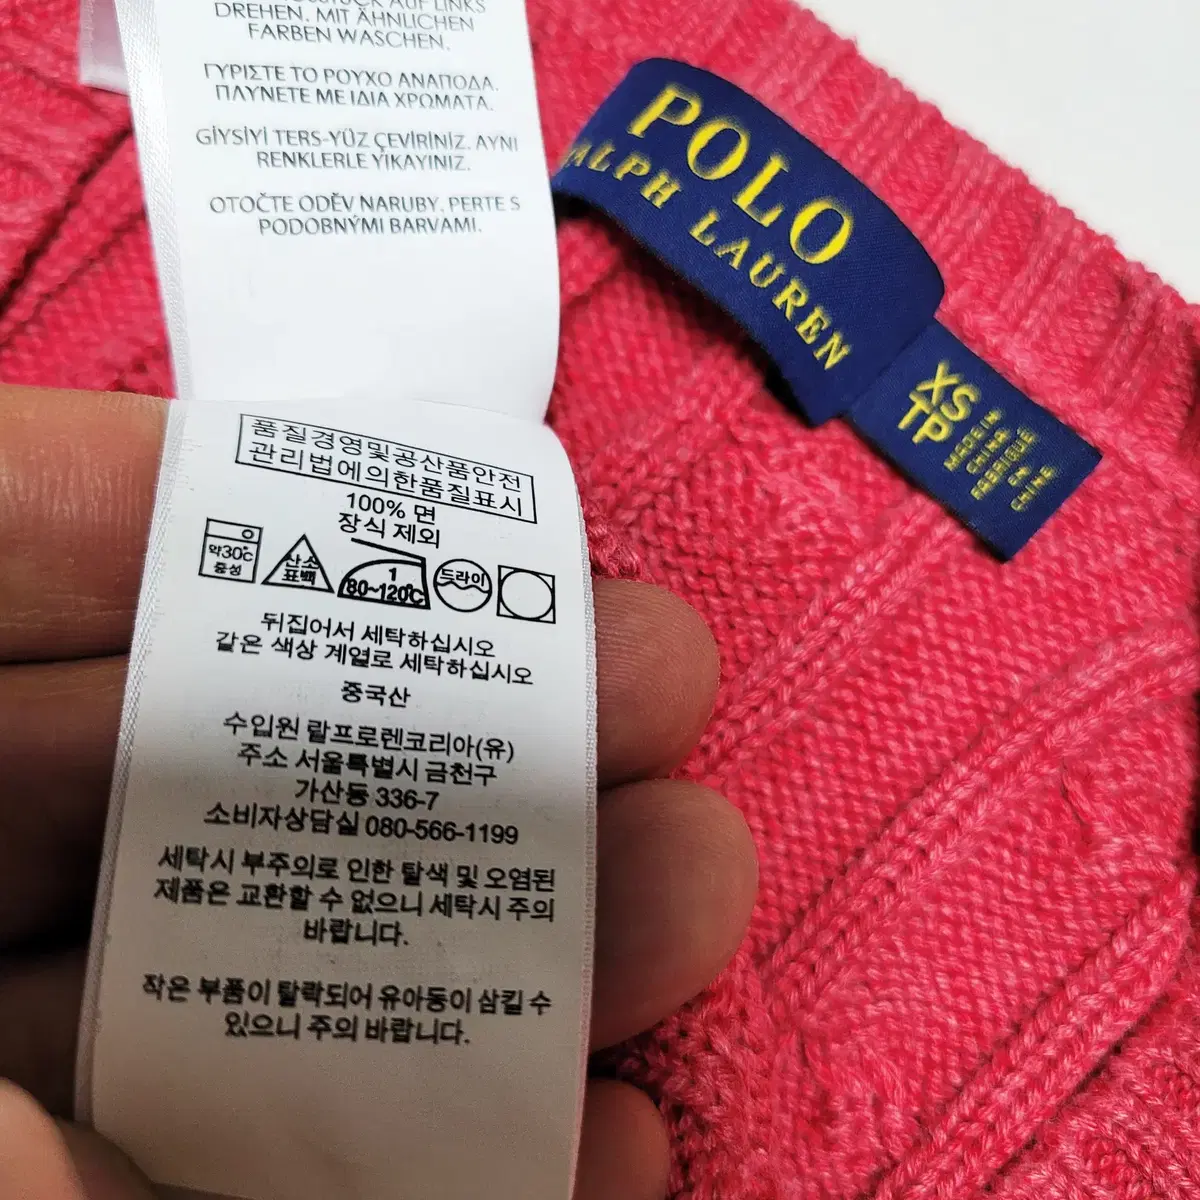 AUF LINKS
DREHEN. MIT ÄHNLICHEN
FARBEN WASCHEN.
ΓΥΡΙΣΤΕ ΤΟ ΡΟΥΧΟ ΑΝΑΠΟΔΑ.
ΠΛΥΝΕΤΕ ΜΕ ΙΔΙΑ ΧΡΩΜΑΤΑ.
GİYSİYİ TERS-YÜZ ÇEVİRİNİZ. AYNI
RENKLERLE YIKAYINIZ.
OTOČTE ODĚV NARUBY. PERTE S
PODOBNÝMI BARVAMI.
POLO
RALPH LAUREN
XS
TP
MADE IN
CHINA
FABRIQUÉ
EN CHINE
품질경영및공산품안전
관리법에의한품질표시
100% 면
장식 제외
약30℃
중성
산소
표백
1
80~120℃
드라이
뒤집어서 세탁하십시오
같은 색상 계열로 세탁하십시오
중국산
수입원 랄프로렌코리아(유)
주소 서울특별시 금천구
가산동 336-7
소비자상담실 080-566-1199
세탁시 부주의로 인한 탈색 및 오염된
제품은 교환할 수 없으니 세탁시 주의
바랍니다.
작은 부품이 탈락되어 유아동이 삼킬 수
있으니 주의 바랍니다.